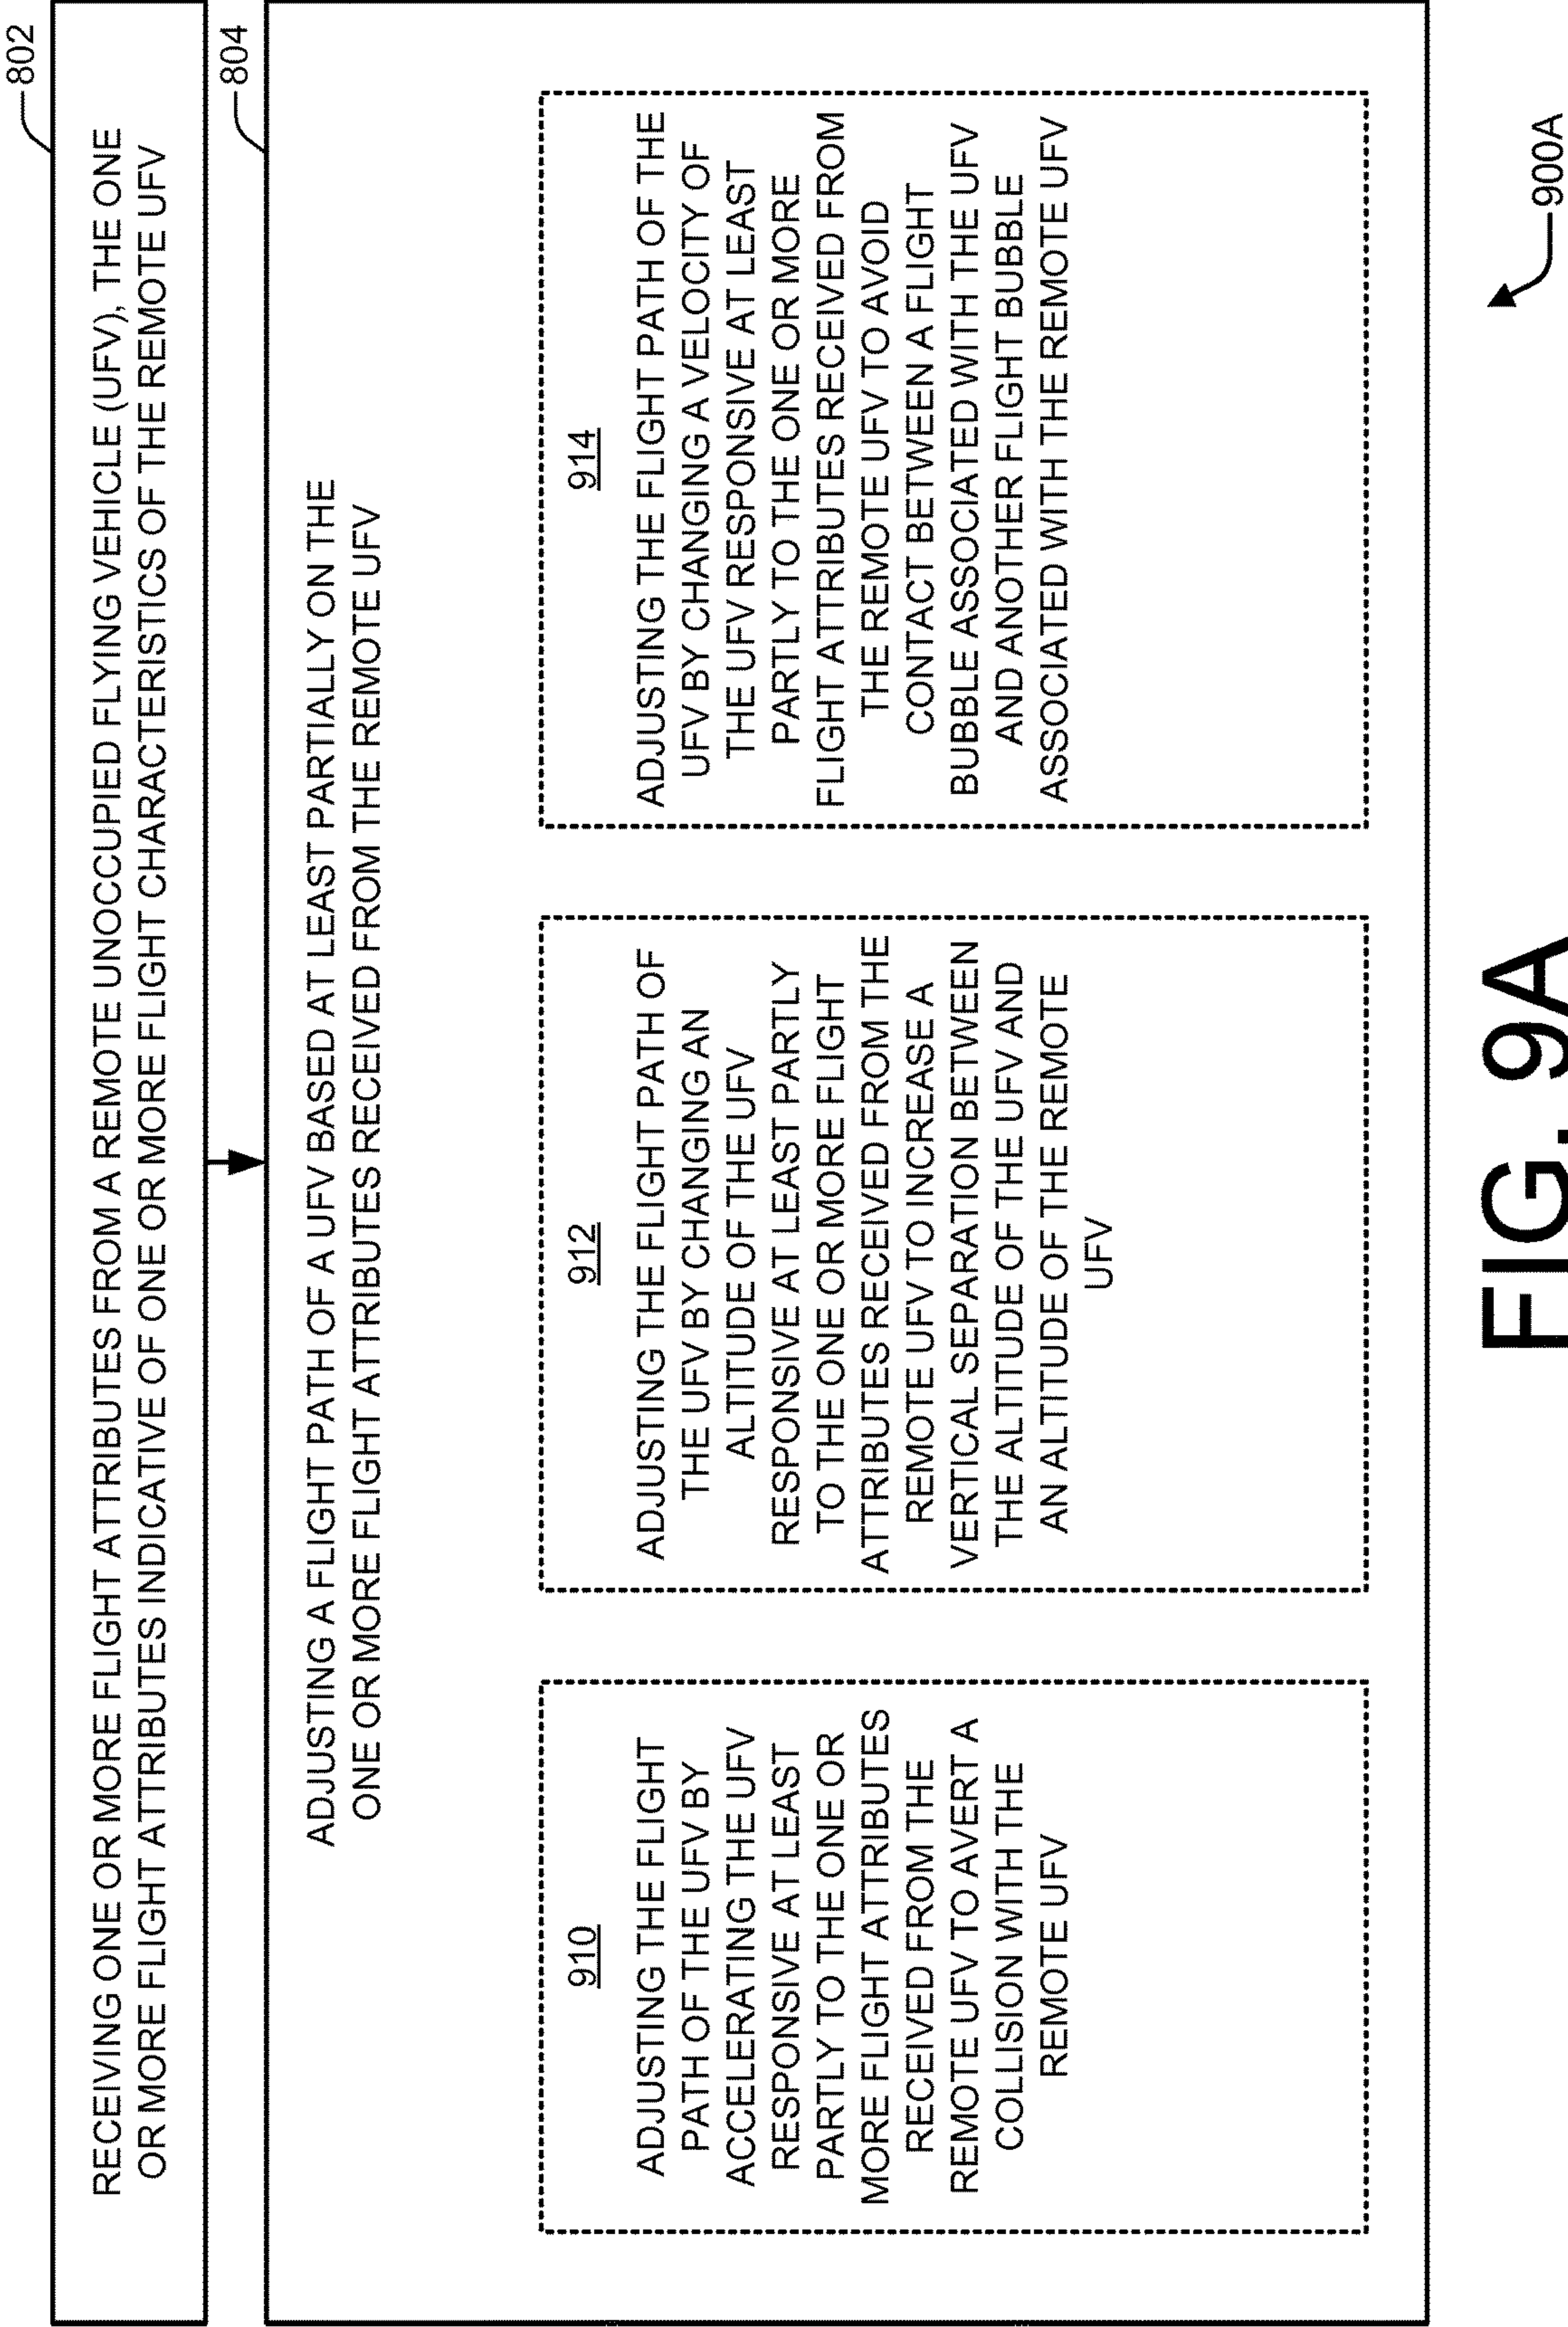 802
RECEIVING ONE OR MORE FLIGHT ATTRIBUTES FROM A REMOTE UNOCCUPIED FLYING VEHICLE (UFV), THE ONE
OR MORE FLIGHT ATTRIBUTES INDICATIVE OF ONE OR MORE FLIGHT CHARACTERISTICS OF THE REMOTE UFV
804
ADJUSTING A FLIGHT PATH OF A UFV BASED AT LEAST PARTIALLY ON THE
ONE OR MORE FLIGHT ATTRIBUTES RECEIVED FROM THE REMOTE UFV
910
ADJUSTING THE FLIGHT
PATH OF THE UFV BY
ACCELERATING THE UFV
RESPONSIVE AT LEAST
PARTLY TO THE ONE OR
MORE FLIGHT ATTRIBUTES
RECEIVED FROM THE
REMOTE UFV TO AVERT A
COLLISION WITH THE
REMOTE UFV
912
ADJUSTING THE FLIGHT PATH OF
THE UFV BY CHANGING AN
ALTITUDE OF THE UFV
RESPONSIVE AT LEAST PARTLY
TO THE ONE OR MORE FLIGHT
ATTRIBUTES RECEIVED FROM THE
REMOTE UFV TO INCREASE A
VERTICAL SEPARATION BETWEEN
THE ALTITUDE OF THE UFV AND
AN ALTITUDE OF THE REMOTE
UFV
914
ADJUSTING THE FLIGHT PATH OF THE
UFV BY CHANGING A VELOCITY OF
THE UFV RESPONSIVE AT LEAST
PARTLY TO THE ONE OR MORE
FLIGHT ATTRIBUTES RECEIVED FROM
THE REMOTE UFV TO AVOID
CONTACT BETWEEN A FLIGHT
BUBBLE ASSOCIATED WITH THE UFV
AND ANOTHER FLIGHT BUBBLE
ASSOCIATED WITH THE REMOTE UFV
900A
FIG. 9A